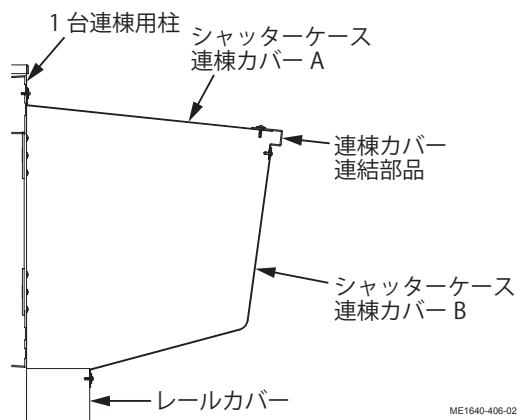 1 台連棟用柱
シャッターケース
連棟カバー A
連棟カバー
連結部品
シャッターケース
連棟カバー B
レールカバー
ME1640-406-02